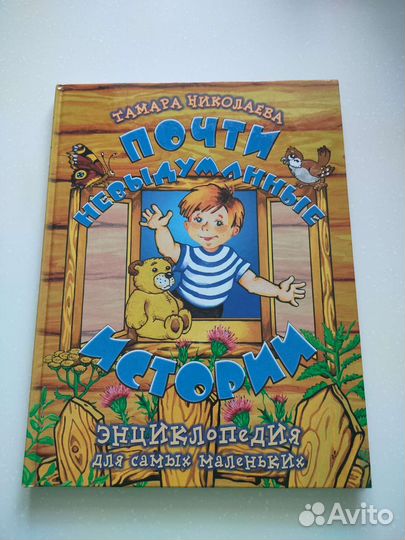 ТАМАРА НИКОЛАЕВА
ПОЧТИ
НЕВЫДУМАННЫЕ
ИСТОРИИ
ЭНЦИКЛОПЕДИЯ
для самых маленьких
Avito